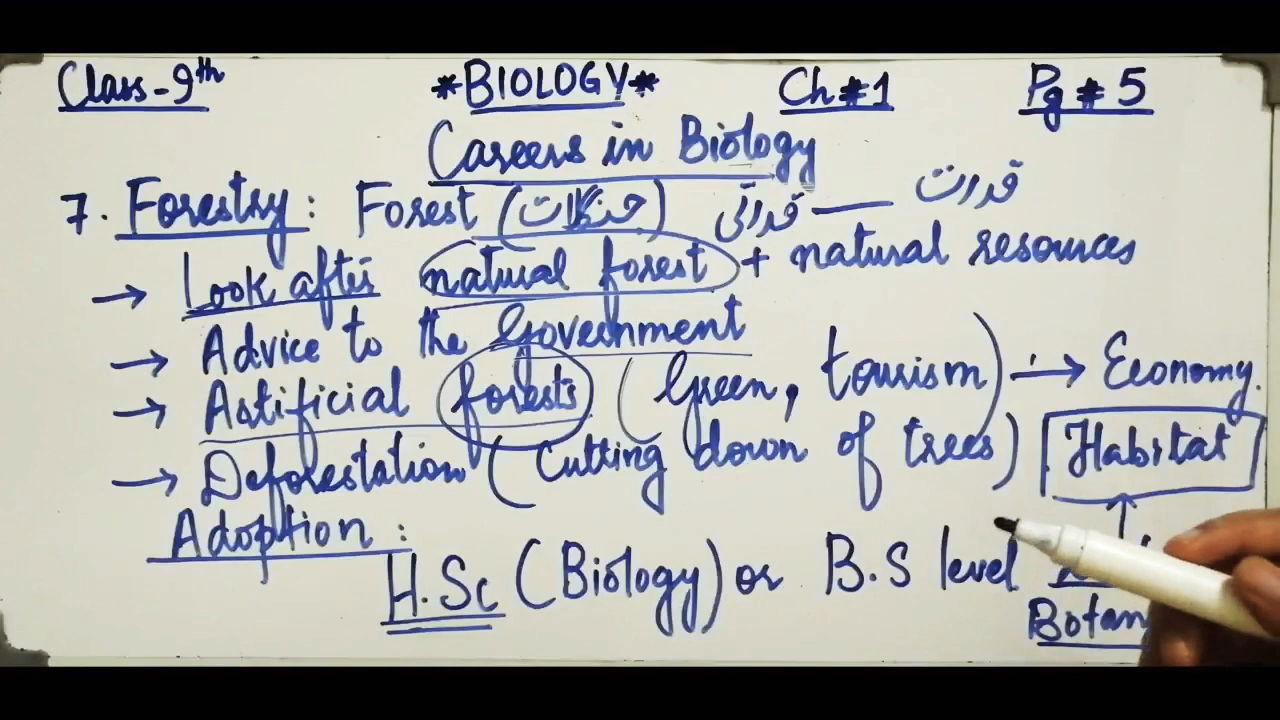 Class-9th *BIOLOGY* Ch#1 Pg#5
Careers in Biology
7. Forestry: Forest (جنگلات) قدرتی — قدرت
→ Look after natural forest + natural resources
→ Advice to the Government
→ Artificial forests (Green, tourism) → Economy.
→ Deforestation (Cutting down of trees) Habitat
Adoption:
H.Sc (Biology) or B.S level
Botan